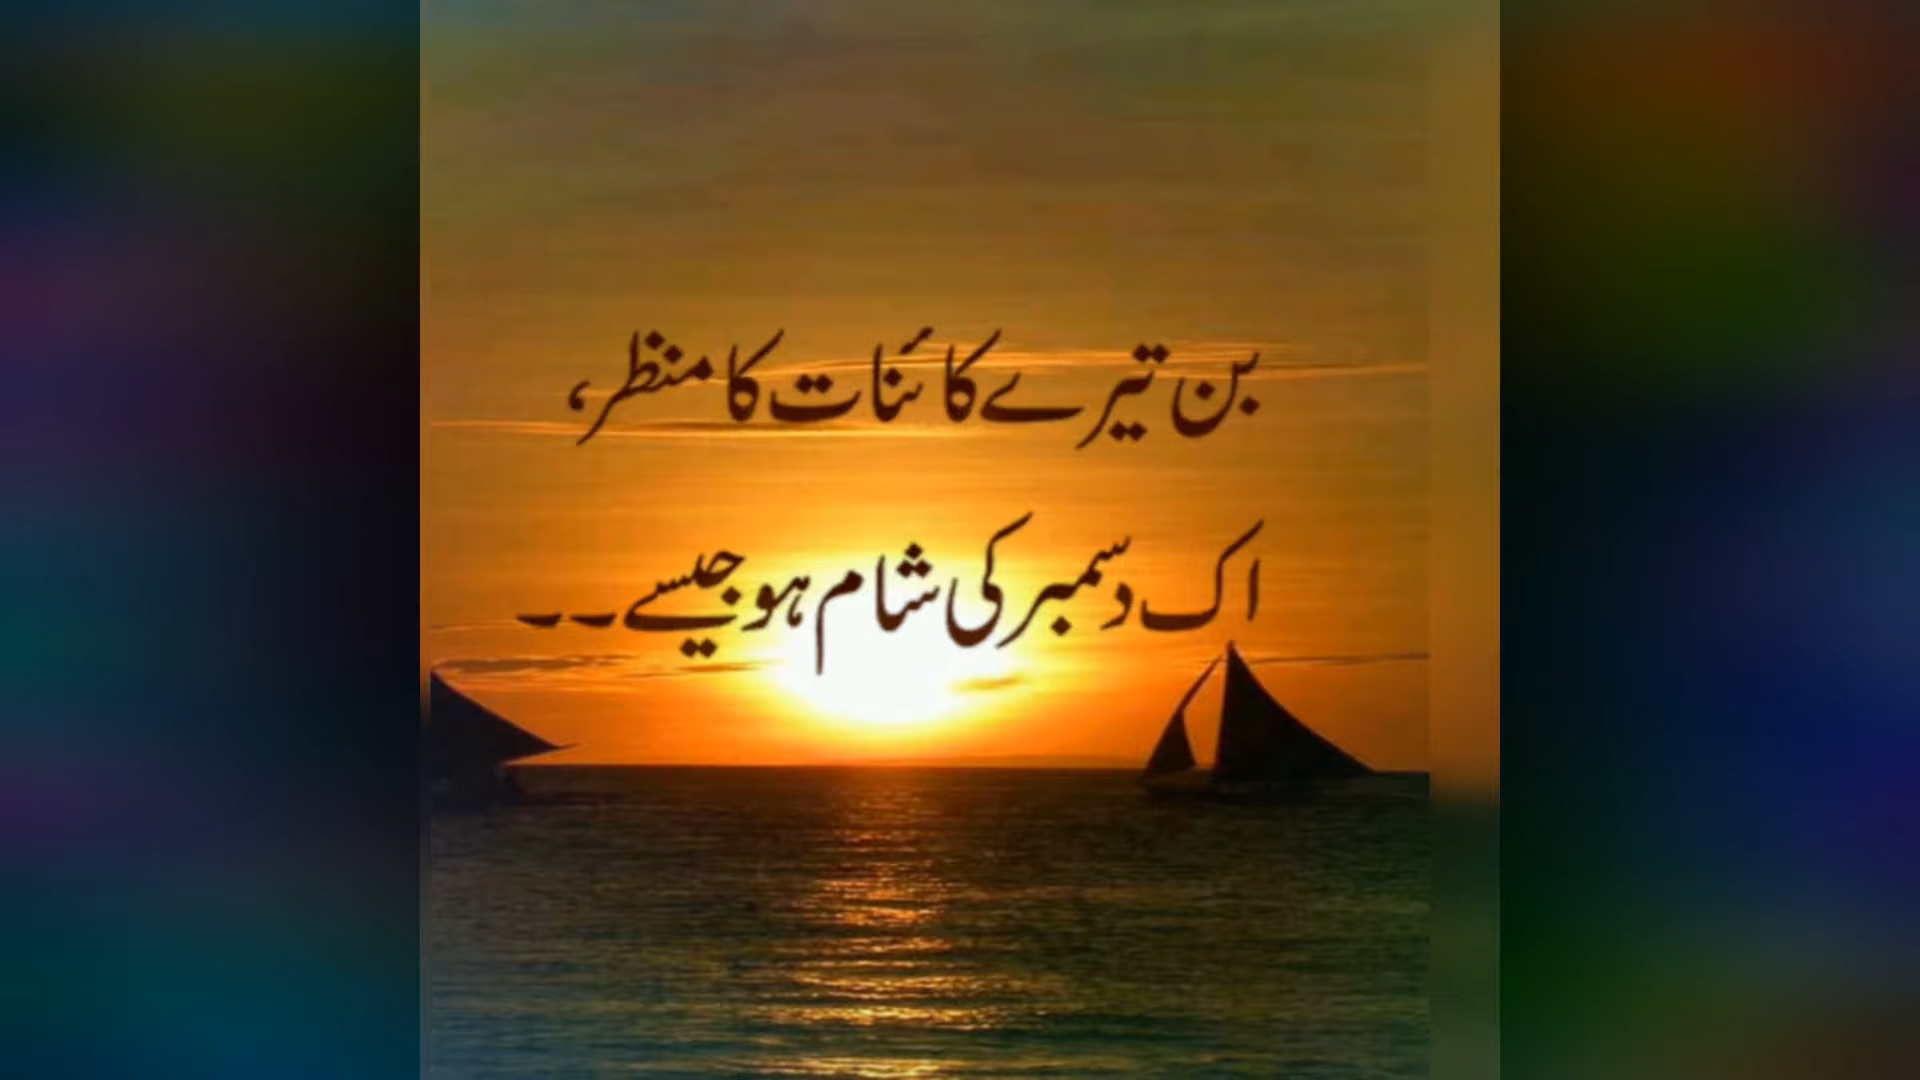 بن تیرے کائنات کا منظر،
اک دسمبر کی شام ہو جیسے۔۔